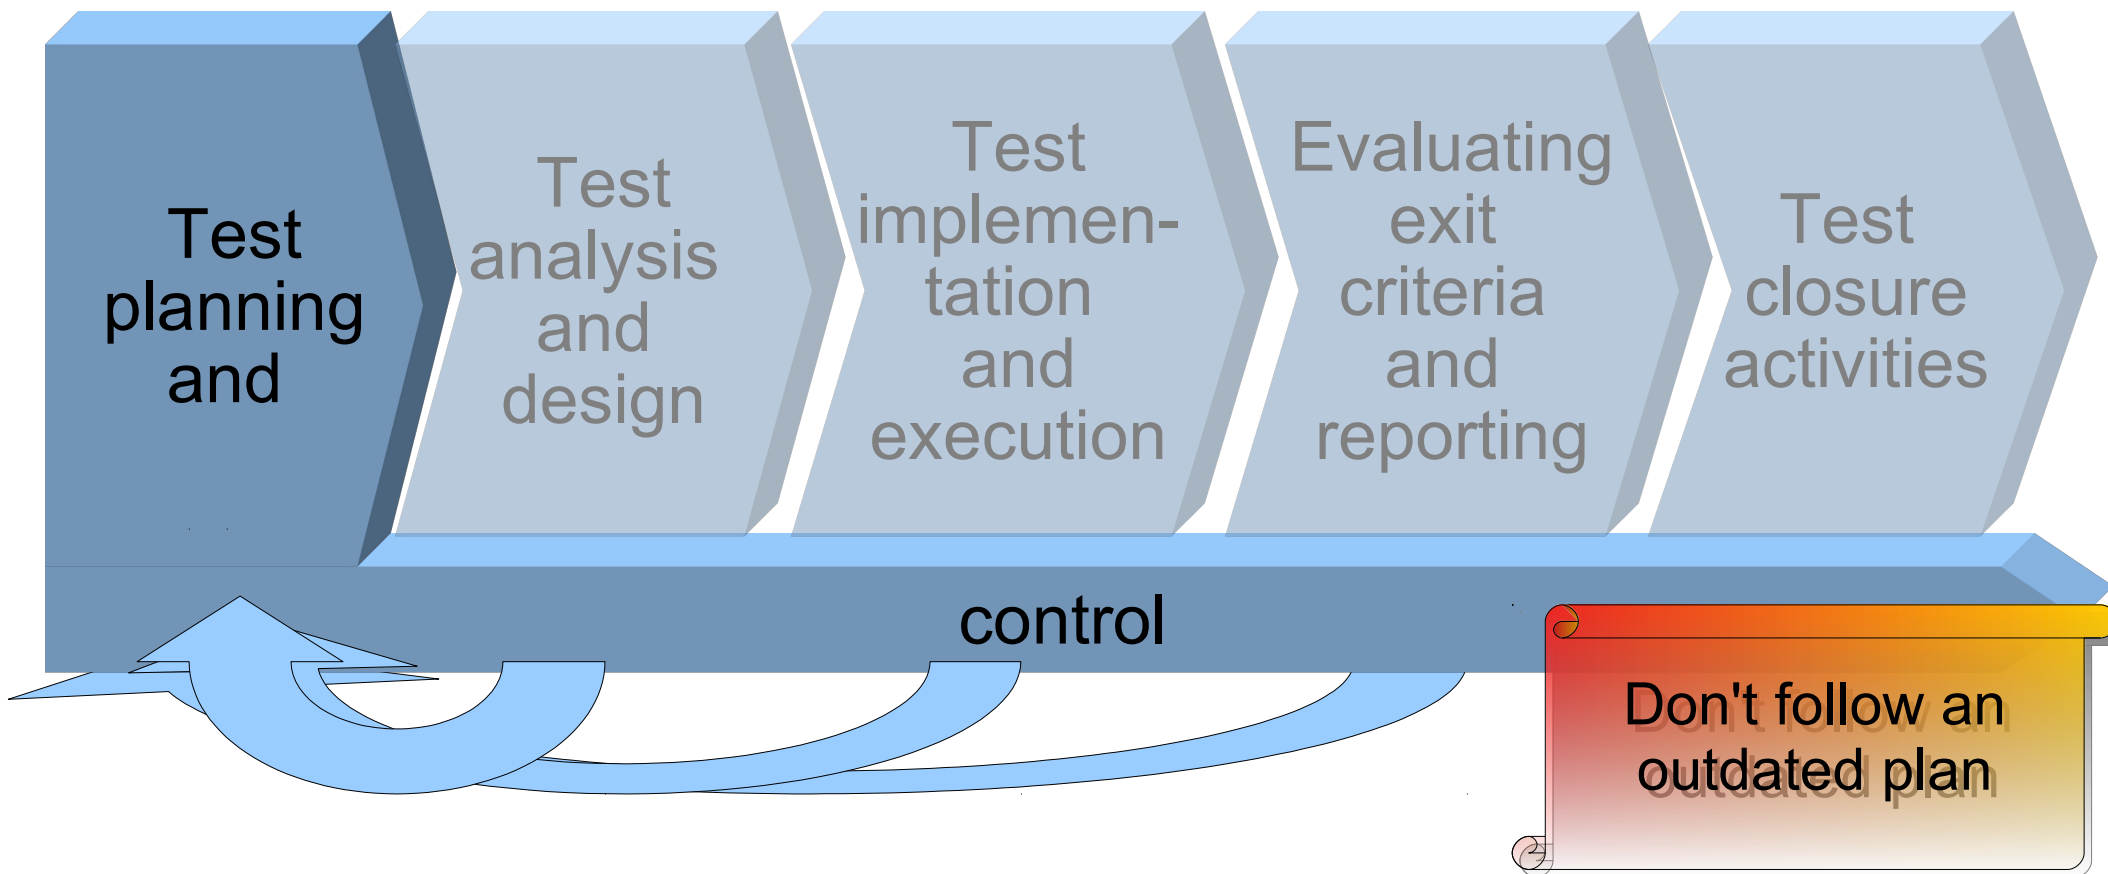 Test
planning
and
Test
analysis
and
design
Test
implemen-
tation
and
execution
Evaluating
exit
criteria
and
reporting
Test
closure
activities
control
Don't follow an
outdated plan